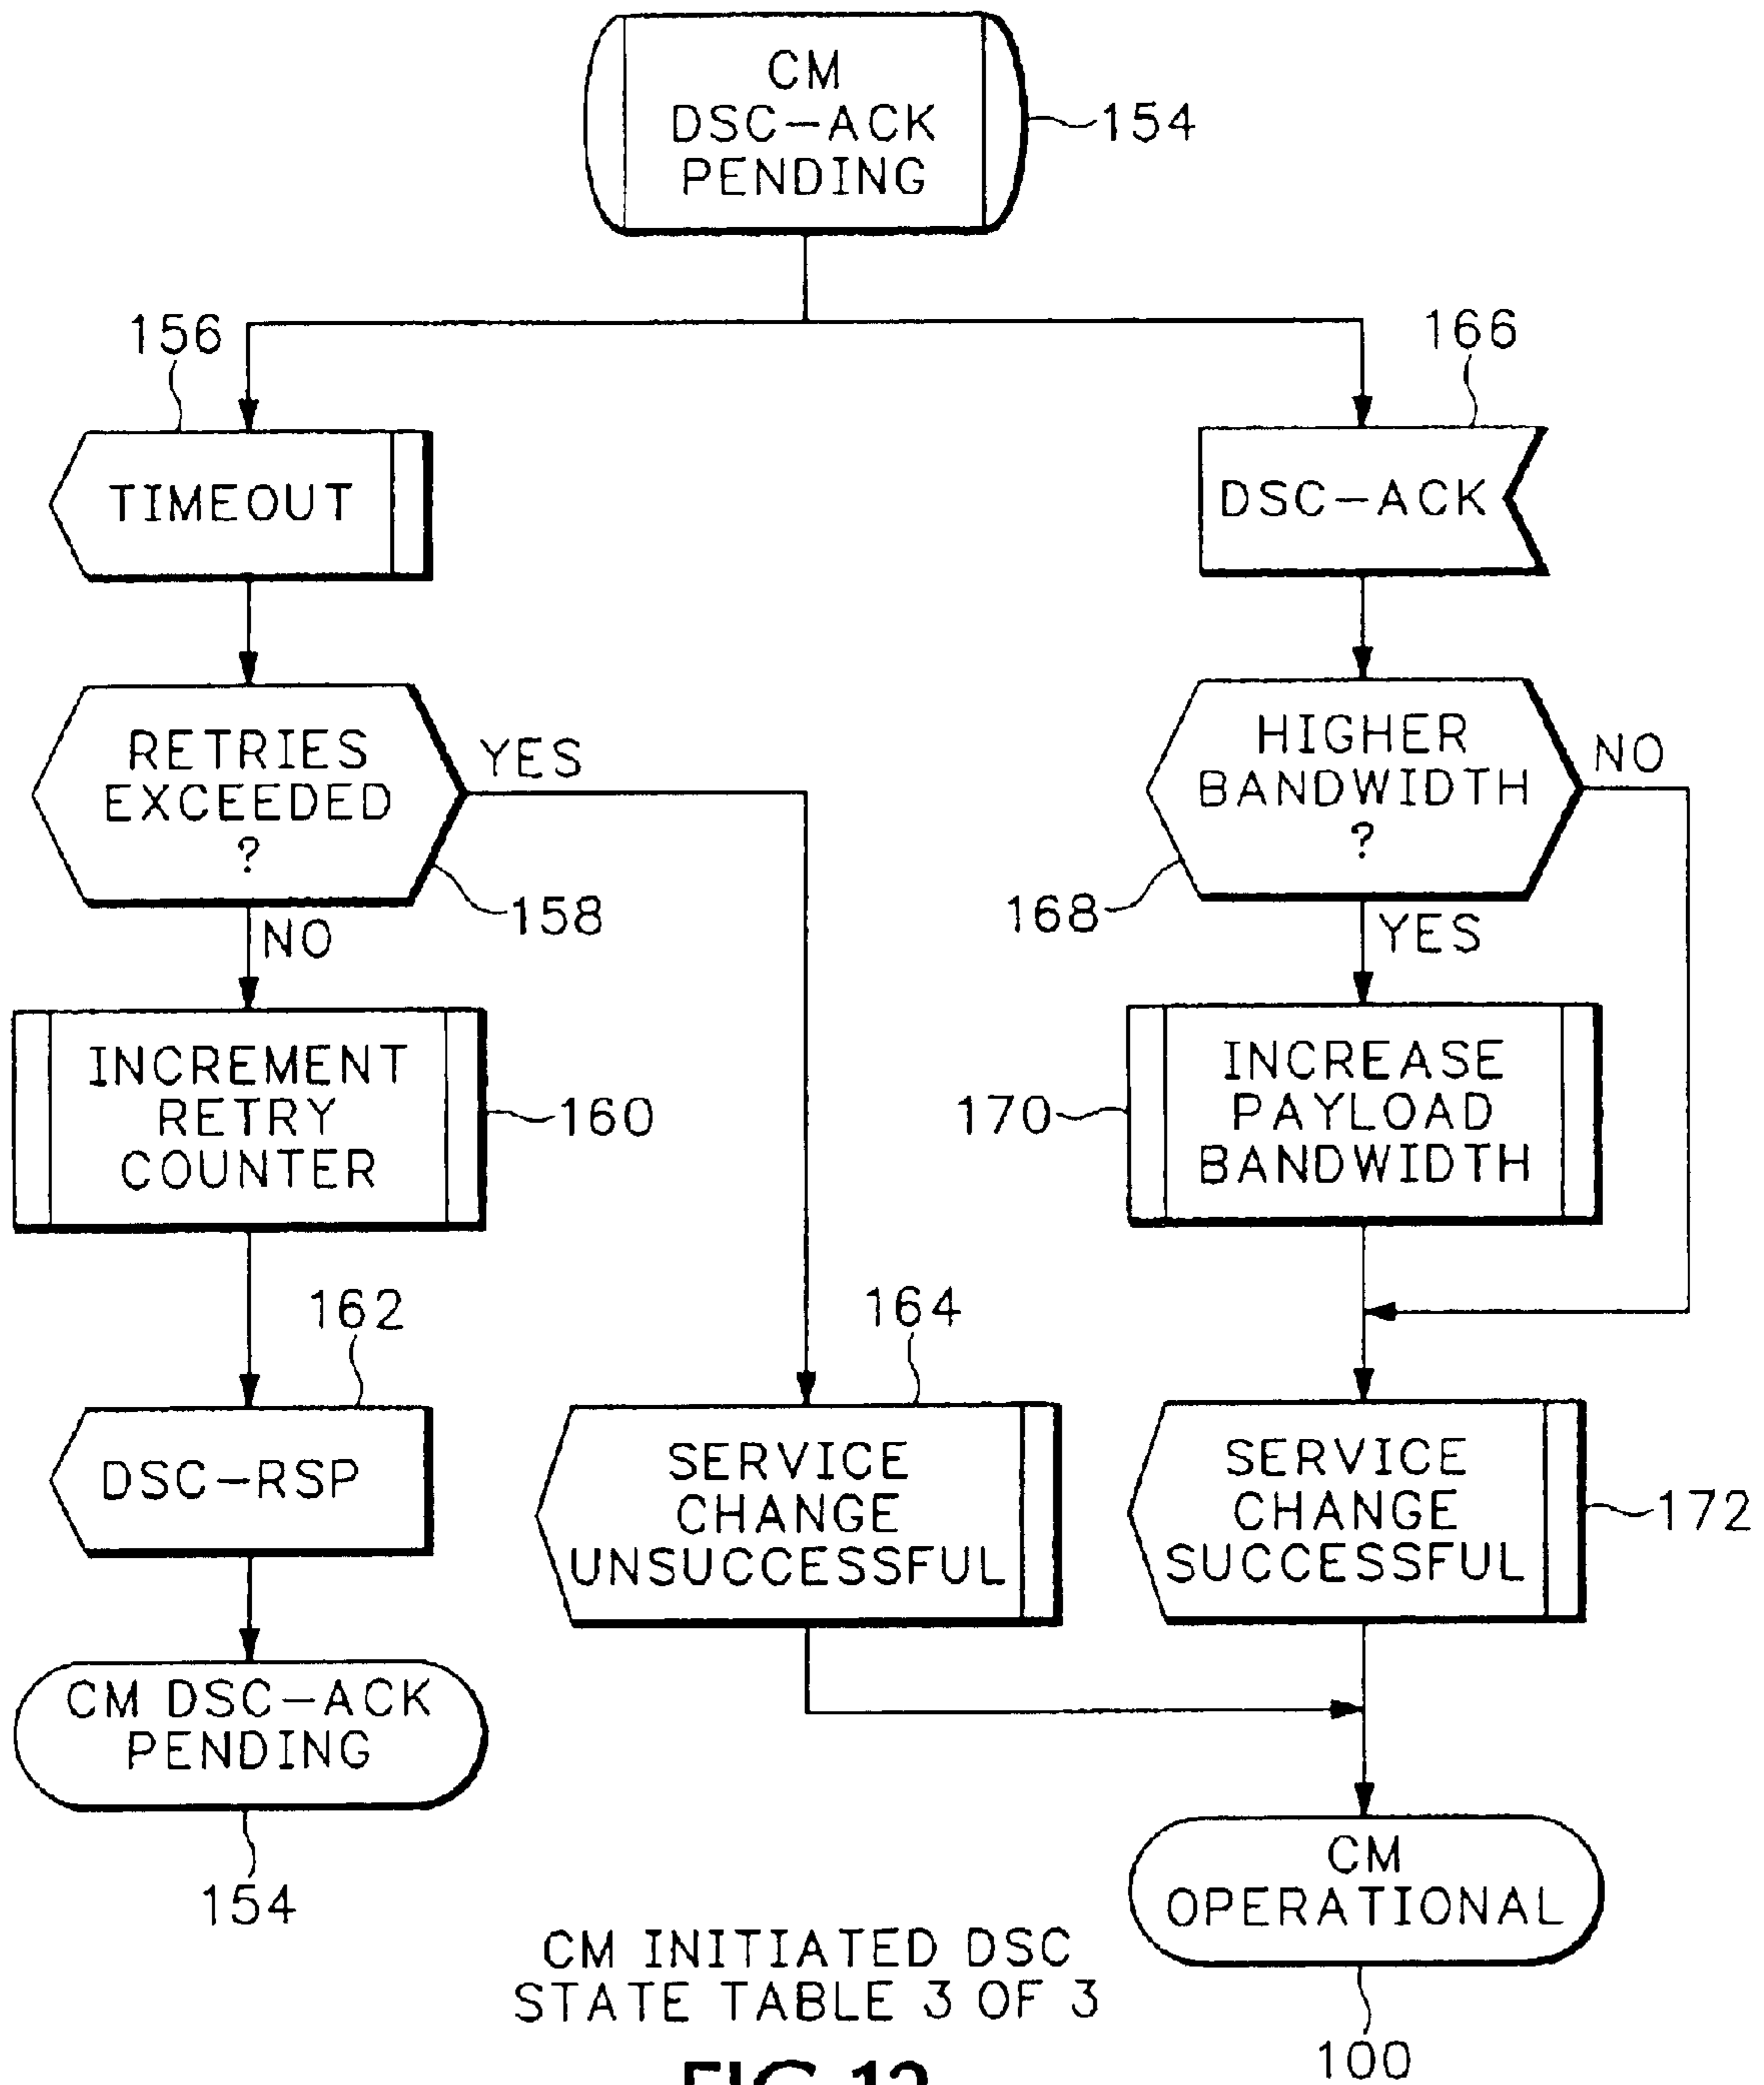 CM
DSC-ACK
PENDING
154
156
166
TIMEOUT
DSC-ACK
RETRIES
EXCEEDED
?
YES
158
NO
HIGHER
BANDWIDTH
?
NO
168
YES
INCREMENT
RETRY
COUNTER
160
170
INCREASE
PAYLOAD
BANDWIDTH
162
164
DSC-RSP
SERVICE
CHANGE
UNSUCCESSFUL
SERVICE
CHANGE
SUCCESSFUL
172
CM DSC-ACK
PENDING
154
CM
OPERATIONAL
100
CM INITIATED DSC
STATE TABLE 3 OF 3